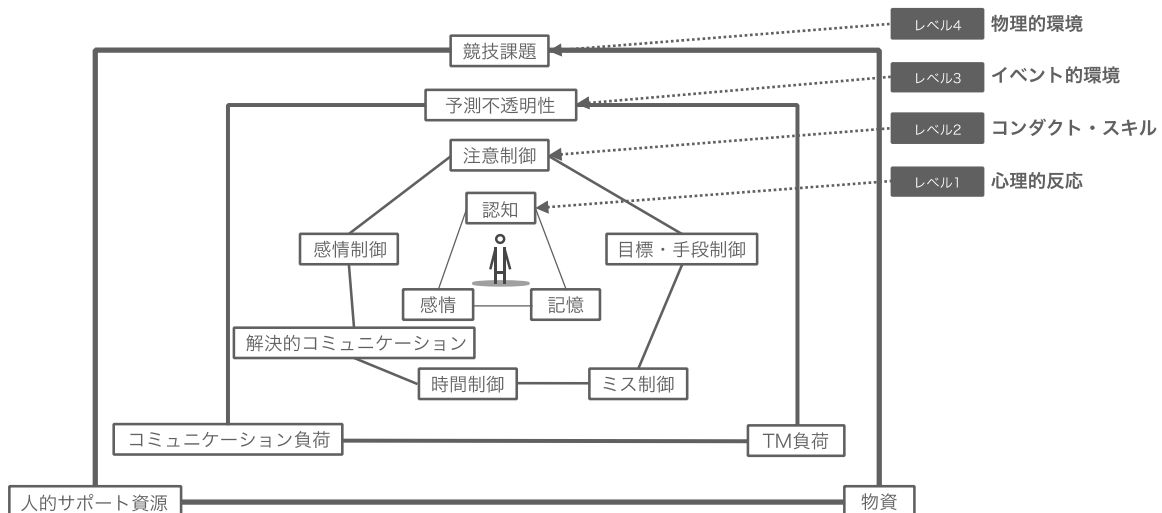 レベル4 物理的環境
競技課題
レベル3 イベント的環境
予測不透明性
レベル2 コンダクト・スキル
注意制御
レベル1 心理的反応
認知
感情制御
目標・手段制御
感情
記憶
解決的コミュニケーション
時間制御
ミス制御
コミュニケーション負荷
TM負荷
人的サポート資源
物資